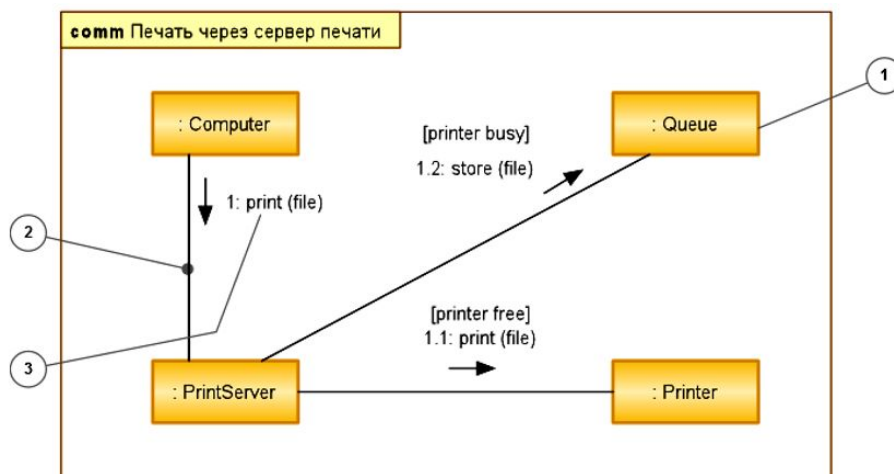 comm Печать через сервер печати
1
: Computer
: Queue
[printer busy]
1.2: store (file)
1: print (file)
2
[printer free]
1.1: print (file)
3
: PrintServer
: Printer